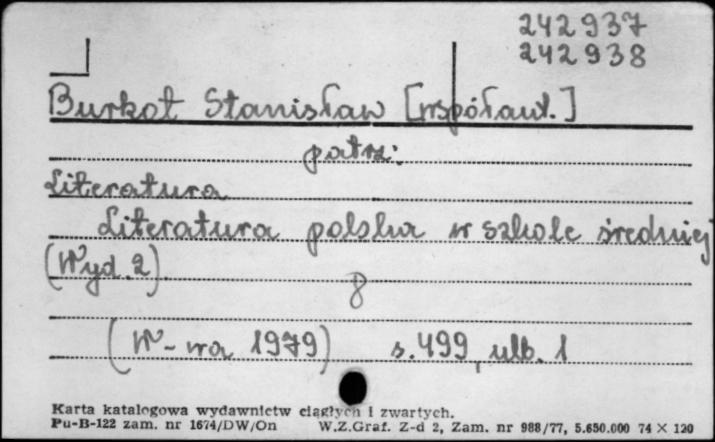 242937
242938
Burkot Stanisław [współaut.]
patrz:
Literatura
Literatura polska w szkole średniej
(Wyd. 2)
8
(W-wa 1979) s. 499, ulb. 1
Karta katalogowa wydawnictw ciągłych i zwartych.
Pu-B-122 zam. nr 1674/DW/On W.Z.Graf. Z-d 2, Zam. nr 988/77, 5.650.000 74 × 120